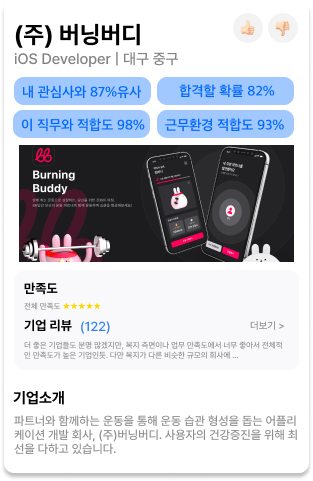 (주) 버닝버디
iOS Developer | 대구 중구
내 관심사와 87%유사
합격할 확률 82%
이 직무와 적합도 98%
근무환경 적합도 93%
Burning
Buddy
만족도
전체 만족도 ★★★★★
기업 리뷰 (122)
더보기 >
더 좋은 기업들도 분명 많겠지만, 복지 측면이나 업무 만족도에서 너무 좋아서 전체적
인 만족도가 높은 기업인듯. 다만 복지가 다른 비슷한 규모의 회사에 ...
기업소개
파트너와 함께하는 운동을 통해 운동 습관 형성을 돕는 어플리
케이션 개발 회사, (주)버닝버디. 사용자의 건강증진을 위해 최
선을 다하고 있습니다.